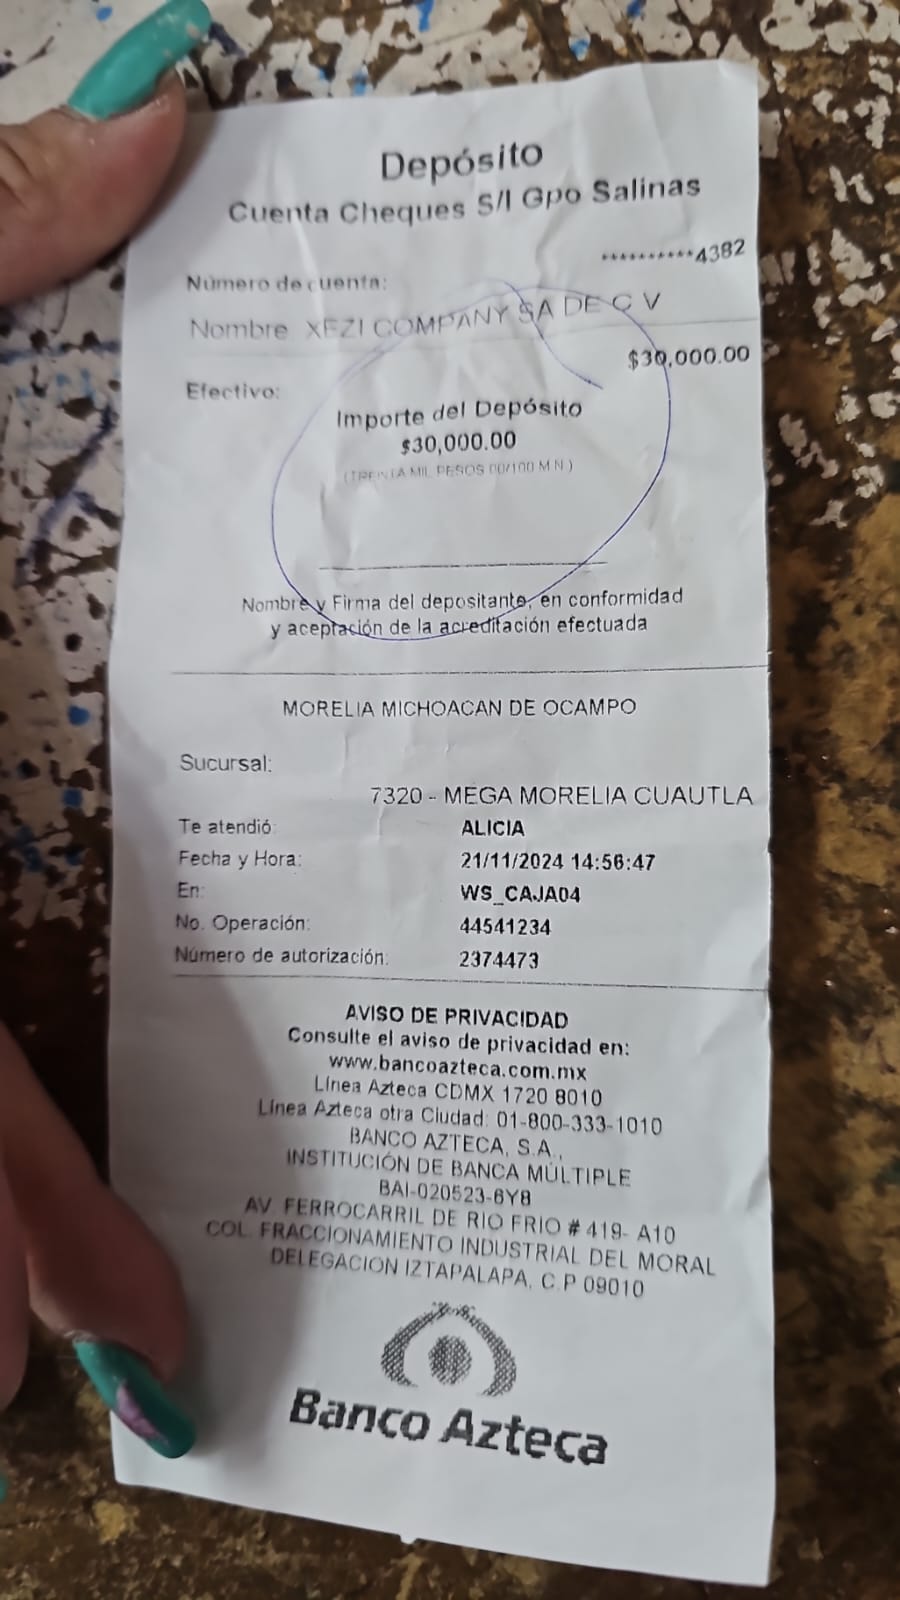 Depósito
Cuenta Cheques S/I Gpo Salinas
**********4382
Número de cuenta:
Nombre XEZI COMPANY SA DE C V
$30,000.00
Efectivo:
Importe del Depósito
$30,000.00
(TREINTA MIL PESOS 00/100 M.N.)
Nombre y Firma del depositante, en conformidad
y aceptación de la acreditación efectuada
MORELIA MICHOACAN DE OCAMPO
Sucursal:
7320 - MEGA MORELIA CUAUTLA
Te atendió: ALICIA
Fecha y Hora: 21/11/2024 14:56:47
En: WS_CAJA04
No. Operación: 44541234
Número de autorización: 2374473
AVISO DE PRIVACIDAD
Consulte el aviso de privacidad en:
www.bancoazteca.com.mx
Línea Azteca CDMX 1720 8010
Línea Azteca otra Ciudad: 01-800-333-1010
BANCO AZTECA, S.A.,
INSTITUCIÓN DE BANCA MÚLTIPLE
BAI-020523-6Y8
AV. FERROCARRIL DE RIO FRIO # 419- A10
COL. FRACCIONAMIENTO INDUSTRIAL DEL MORAL
DELEGACION IZTAPALAPA, C.P 09010
Banco Azteca